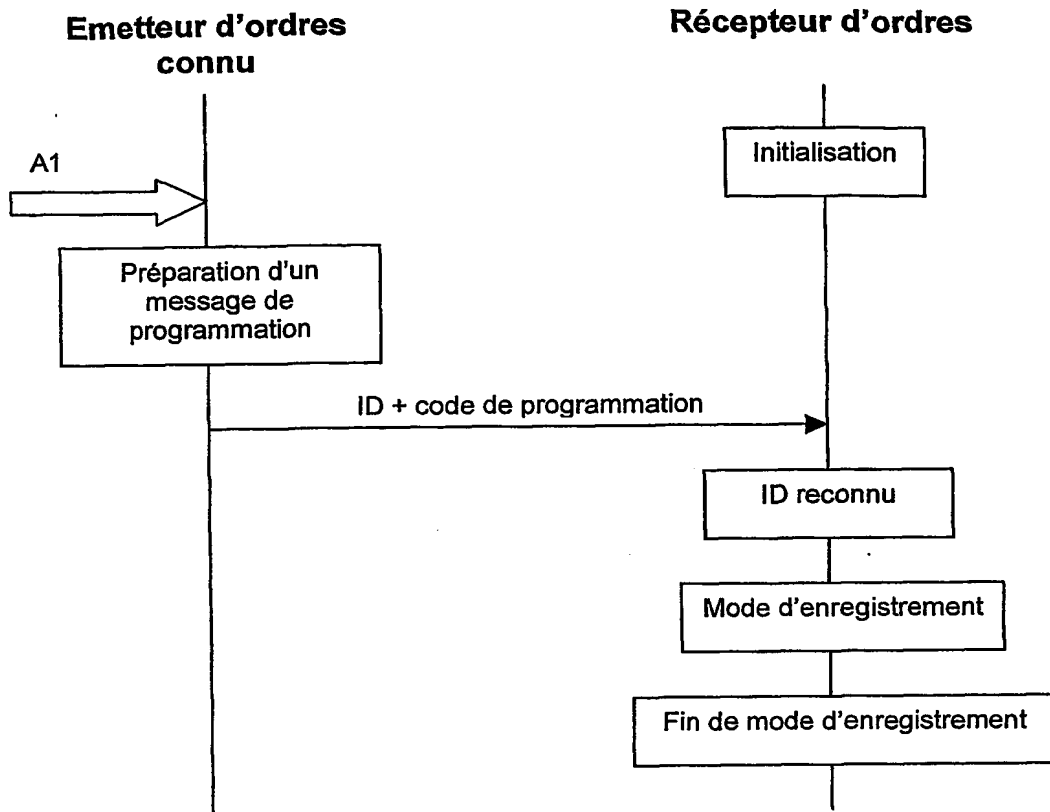 Emetteur d'ordres
connu
Récepteur d'ordres
Initialisation
A1
Préparation d'un
message de
programmation
ID + code de programmation
ID reconnu
Mode d'enregistrement
Fin de mode d'enregistrement